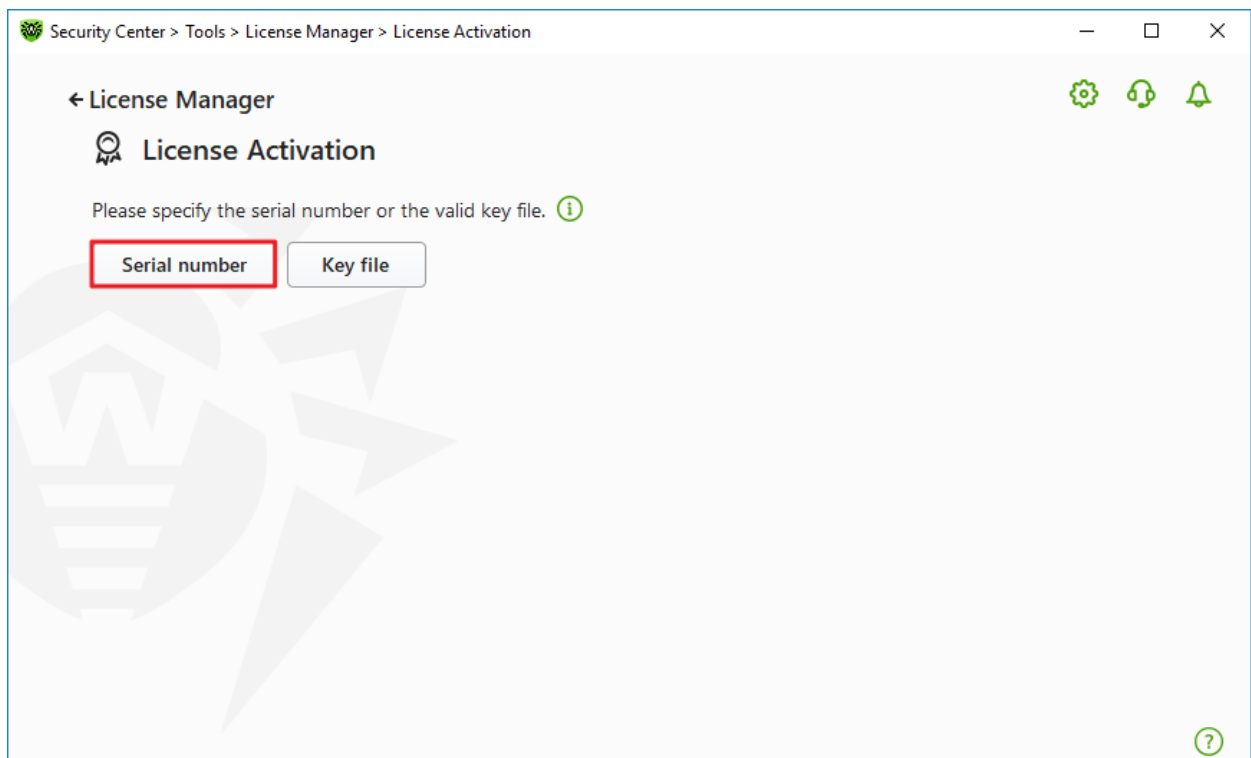 Security Center > Tools > License Manager > License Activation
License Manager
License Activation
Please specify the serial number or the valid key file.
Serial number Key file